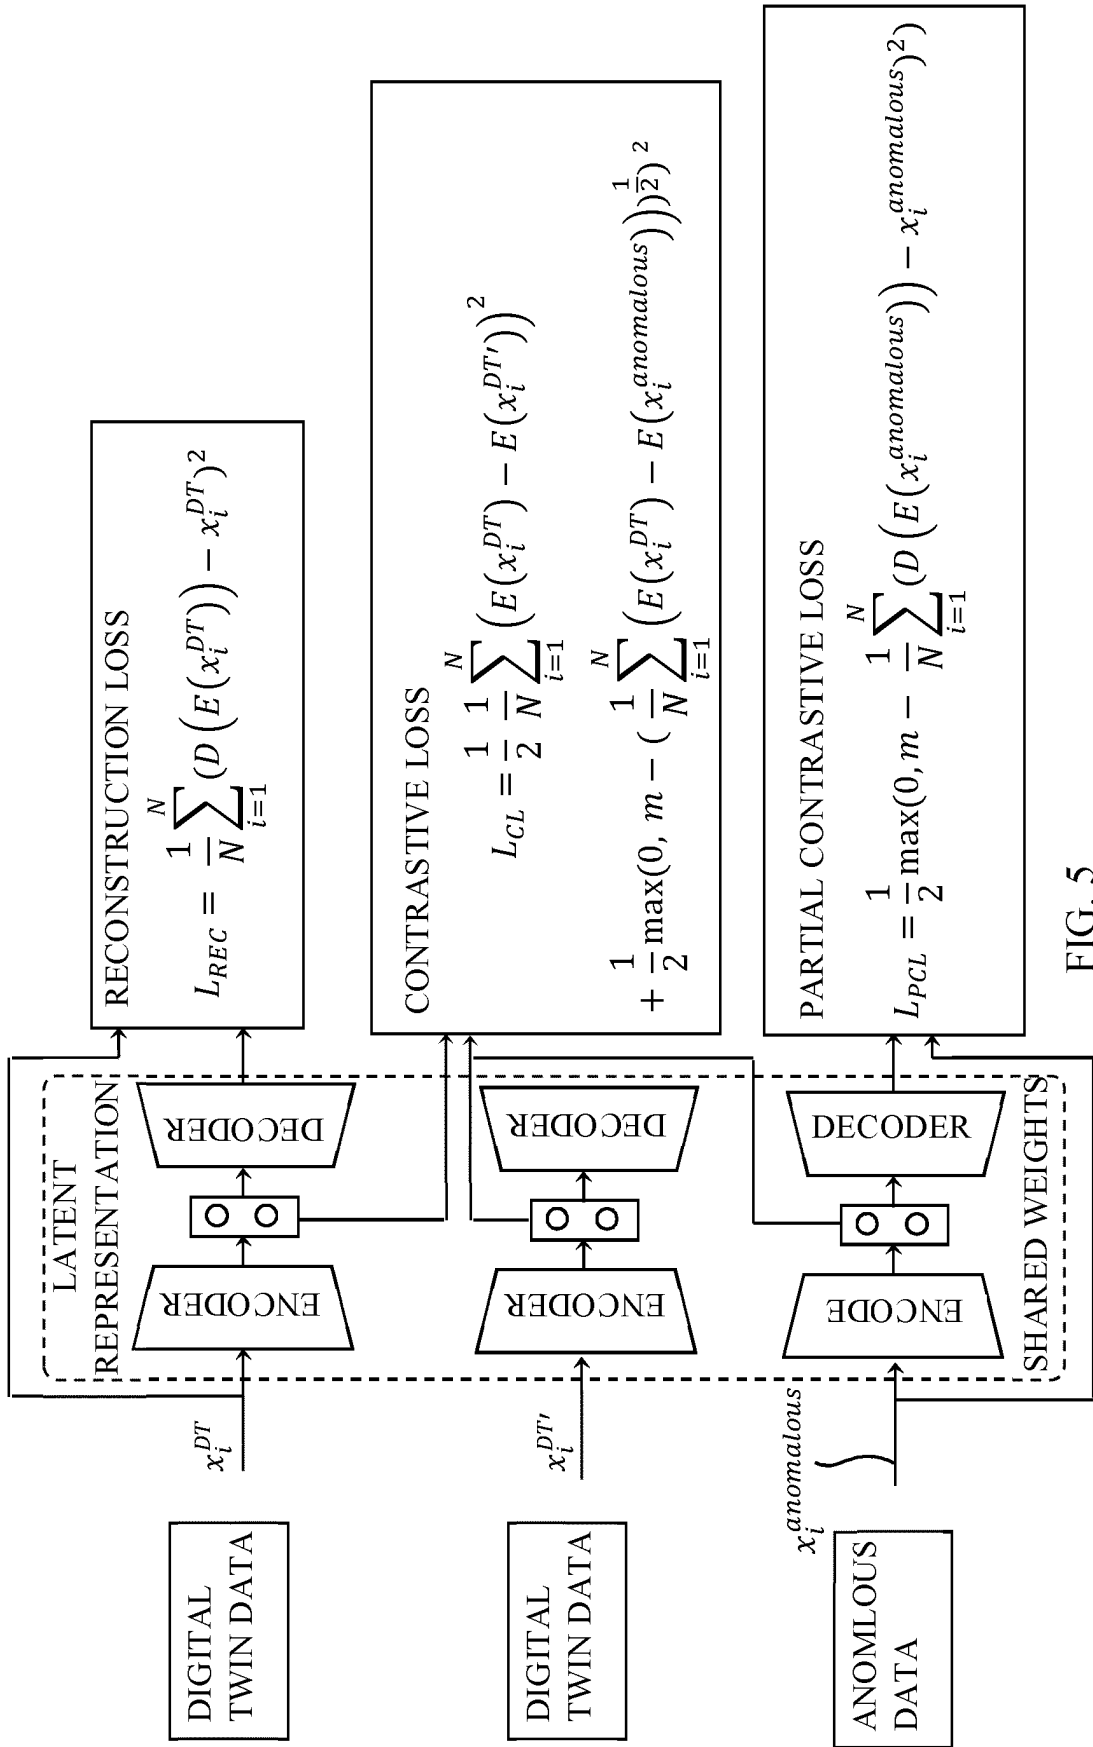 DIGITAL
TWIN DATA
x_i^{DT}
LATENT
REPRESENTATION
ENCODER
DECODER
RECONSTRUCTION LOSS
L_{REC} = \frac{1}{N} \sum_{i=1}^{N} (D(E(x_i^{DT})) - x_i^{DT})^2
DIGITAL
TWIN DATA
x_i^{DT'}
ENCODER
DECODER
CONTRASTIVE LOSS
L_{CL} = \frac{1}{2} \frac{1}{N} \sum_{i=1}^{N} (E(x_i^{DT}) - E(x_i^{DT'}))^2
+ \frac{1}{2} max(0, m - (\frac{1}{N} \sum_{i=1}^{N} (E(x_i^{DT}) - E(x_i^{anomalous})))^{\frac{1}{2}})^2
ANOMLOUS
DATA
x_i^{anomalous}
ENCODE
DECODER
SHARED WEIGHTS
PARTIAL CONTRASTIVE LOSS
L_{PCL} = \frac{1}{2} max(0, m - \frac{1}{N} \sum_{i=1}^{N} (D(E(x_i^{anomalous})) - x_i^{anomalous})^2)
FIG. 5